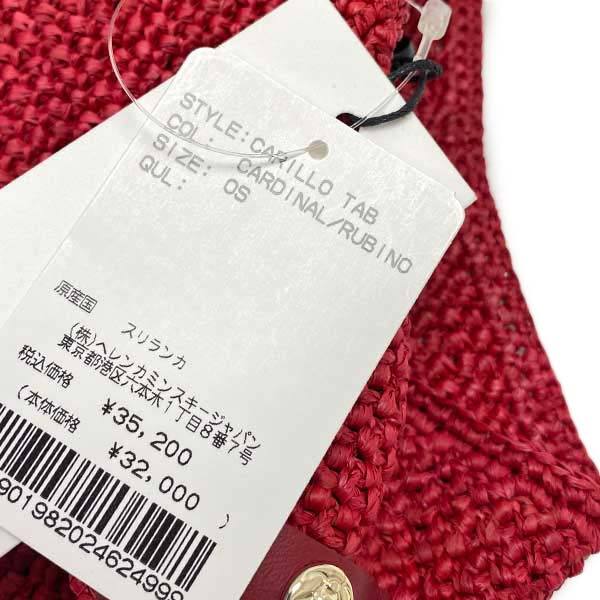 STYLE: CARILLO TAB
COL: CARDINAL/RUBINO
SIZE: OS
QUL:
原産国 スリランカ
(株)ヘレンカミンスキージャパン
東京都港区六本木1丁目8番7号
税込価格 ¥35,200
(本体価格 ¥32,000 )
901982024624999